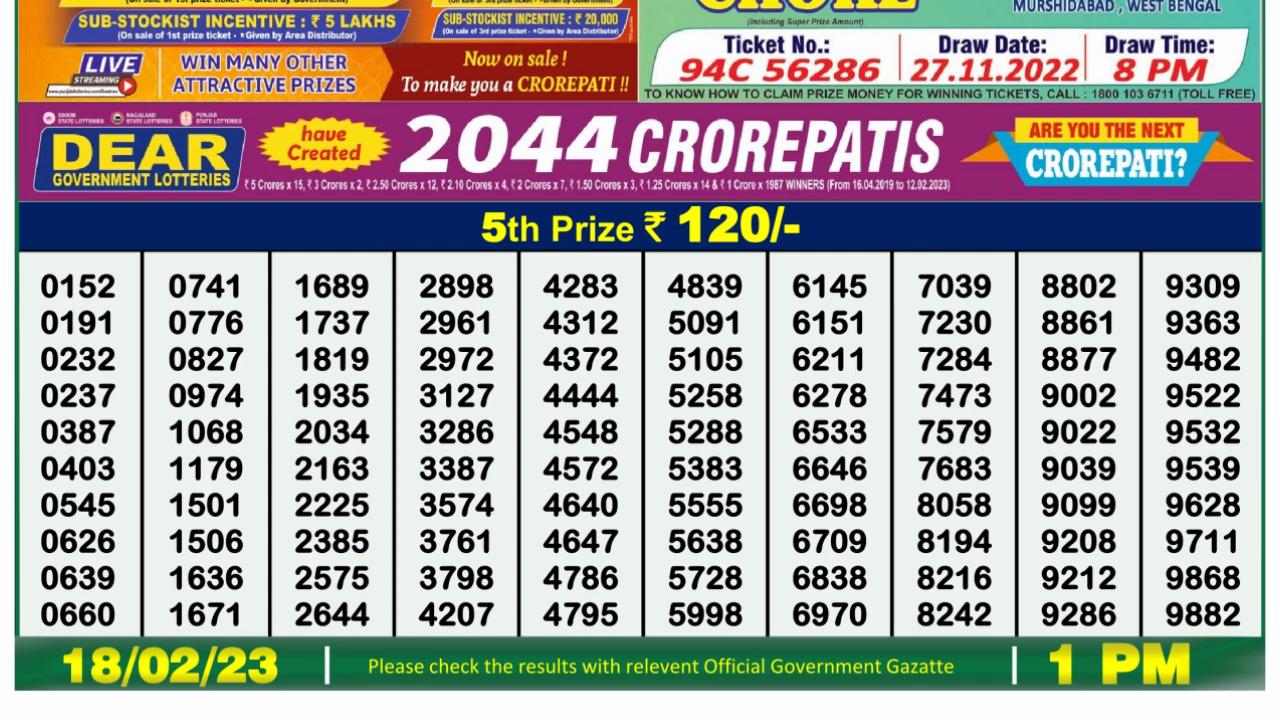 SUB-STOCKIST INCENTIVE : ₹ 5 LAKHS
(On sale of 1st prize ticket - *Given by Area Distributor)
SUB-STOCKIST INCENTIVE : ₹ 20,000
(On sale of 3rd prize ticket - *Given by Area Distributor)
LIVE
STREAMING
WIN MANY OTHER
ATTRACTIVE PRIZES
Now on sale !
To make you a CROREPATI !!
(Including Super Prize Amount)
MURSHIDABAD , WEST BENGAL
Ticket No.: Draw Date: Draw Time:
94C 56286 27.11.2022 8 PM
TO KNOW HOW TO CLAIM PRIZE MONEY FOR WINNING TICKETS, CALL : 1800 103 6711 (TOLL FREE)
SIKKIM STATE LOTTERIES NAGALAND STATE LOTTERIES PUNJAB STATE LOTTERIES
DEAR
GOVERNMENT LOTTERIES
have
Created
2044 CROREPATIS
₹ 5 Crores x 15, ₹ 3 Crores x 2, ₹ 2.50 Crores x 12, ₹ 2.10 Crores x 4, ₹ 2 Crores x 7, ₹ 1.50 Crores x 3, ₹ 1.25 Crores x 14 & ₹ 1 Crore x 1987 WINNERS (From 16.04.2019 to 12.02.2023)
ARE YOU THE NEXT
CROREPATI?
5th Prize ₹ 120/-
0152 0741 1689 2898 4283 4839 6145 7039 8802 9309
0191 0776 1737 2961 4312 5091 6151 7230 8861 9363
0232 0827 1819 2972 4372 5105 6211 7284 8877 9482
0237 0974 1935 3127 4444 5258 6278 7473 9002 9522
0387 1068 2034 3286 4548 5288 6533 7579 9022 9532
0403 1179 2163 3387 4572 5383 6646 7683 9039 9539
0545 1501 2225 3574 4640 5555 6698 8058 9099 9628
0626 1506 2385 3761 4647 5638 6709 8194 9208 9711
0639 1636 2575 3798 4786 5728 6838 8216 9212 9868
0660 1671 2644 4207 4795 5998 6970 8242 9286 9882
18/02/23 | Please check the results with relevent Official Government Gazatte | 1 PM